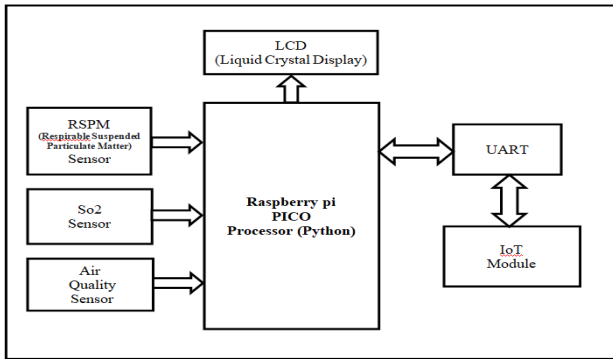 LCD
(Liquid Crystal Display)
RSPM
(Respirable Suspended
Particulate Matter)
Sensor
So2
Sensor
Air
Quality
Sensor
Raspberry pi
PICO
Processor (Python)
UART
IoT
Module